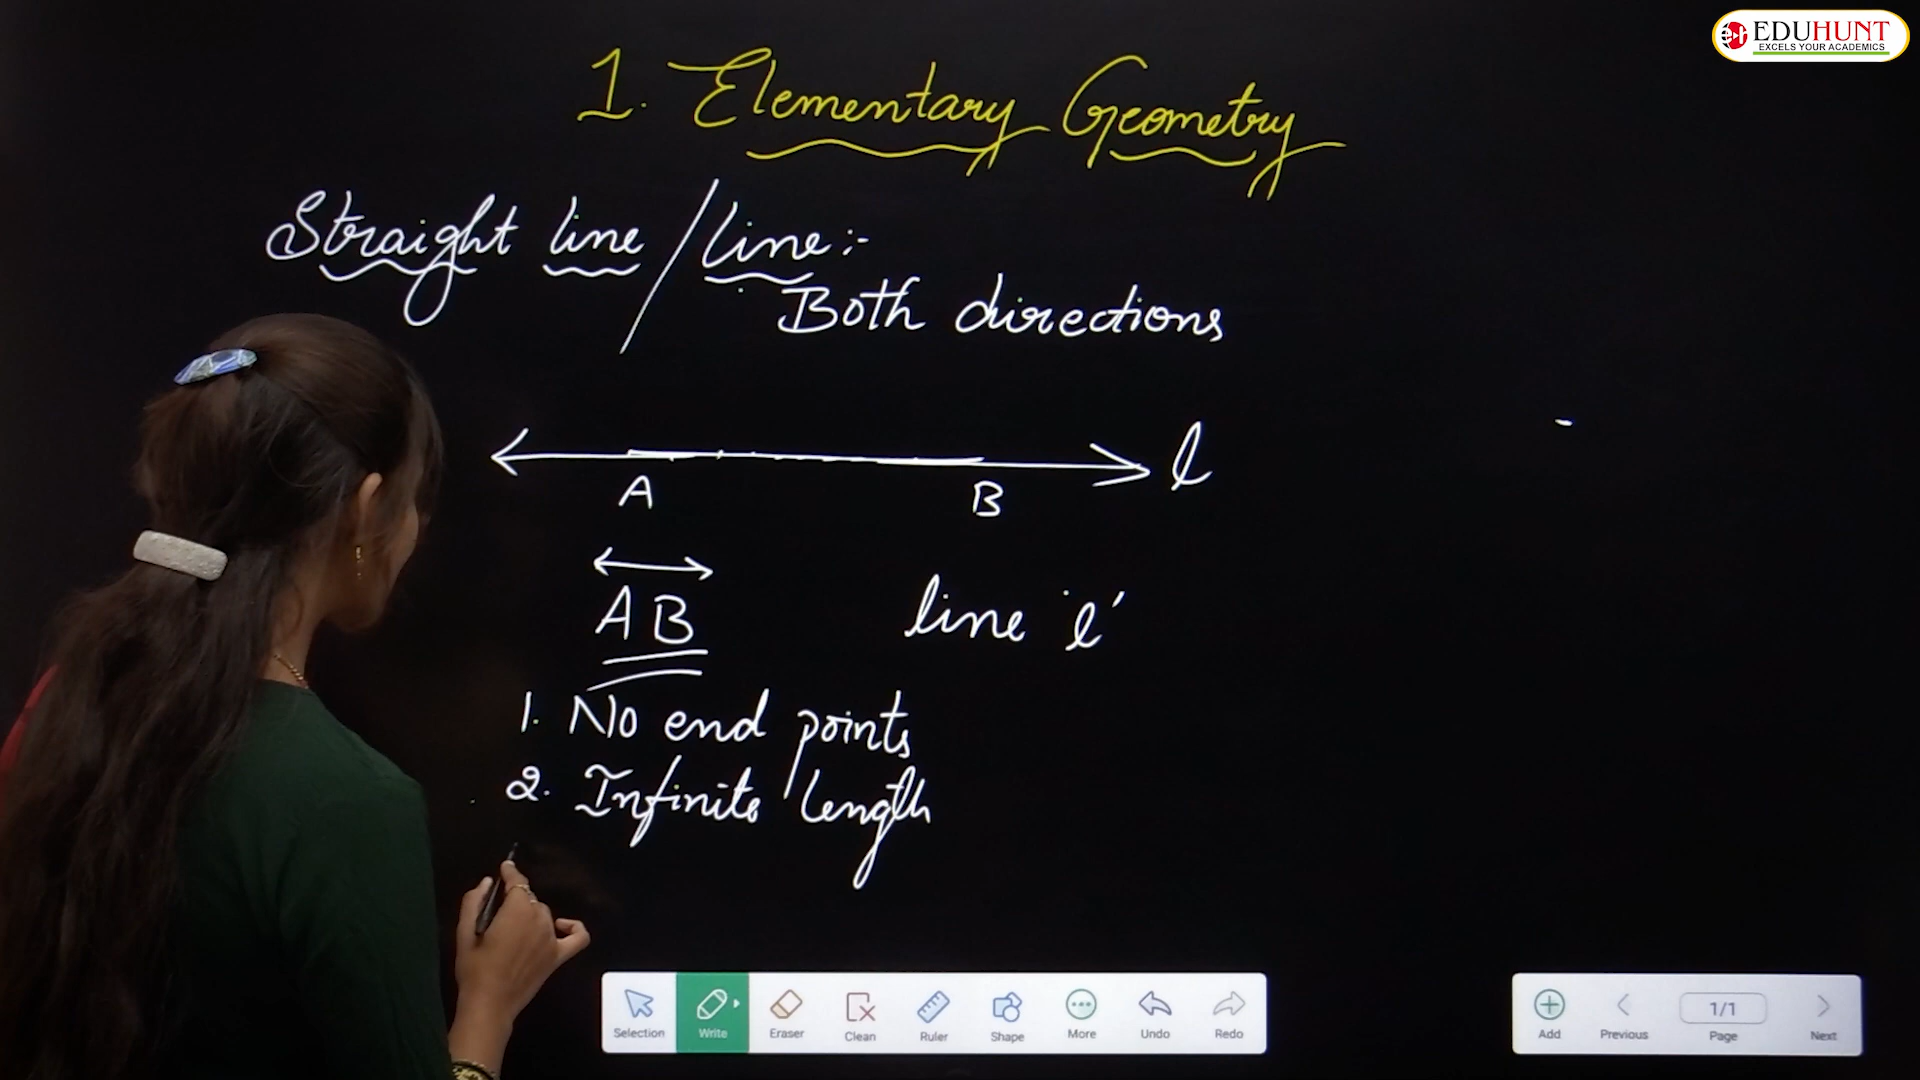 EDUHUNT
EXCELS YOUR ACADEMICS
1. Elementary Geometry
Straight line / line :-
Both directions
l
A B
AB line 'l'
1. No end points
2. Infinite length
Selection Write Eraser Clean Ruler Shape More Undo Redo
1/1
Add Previous Page Next